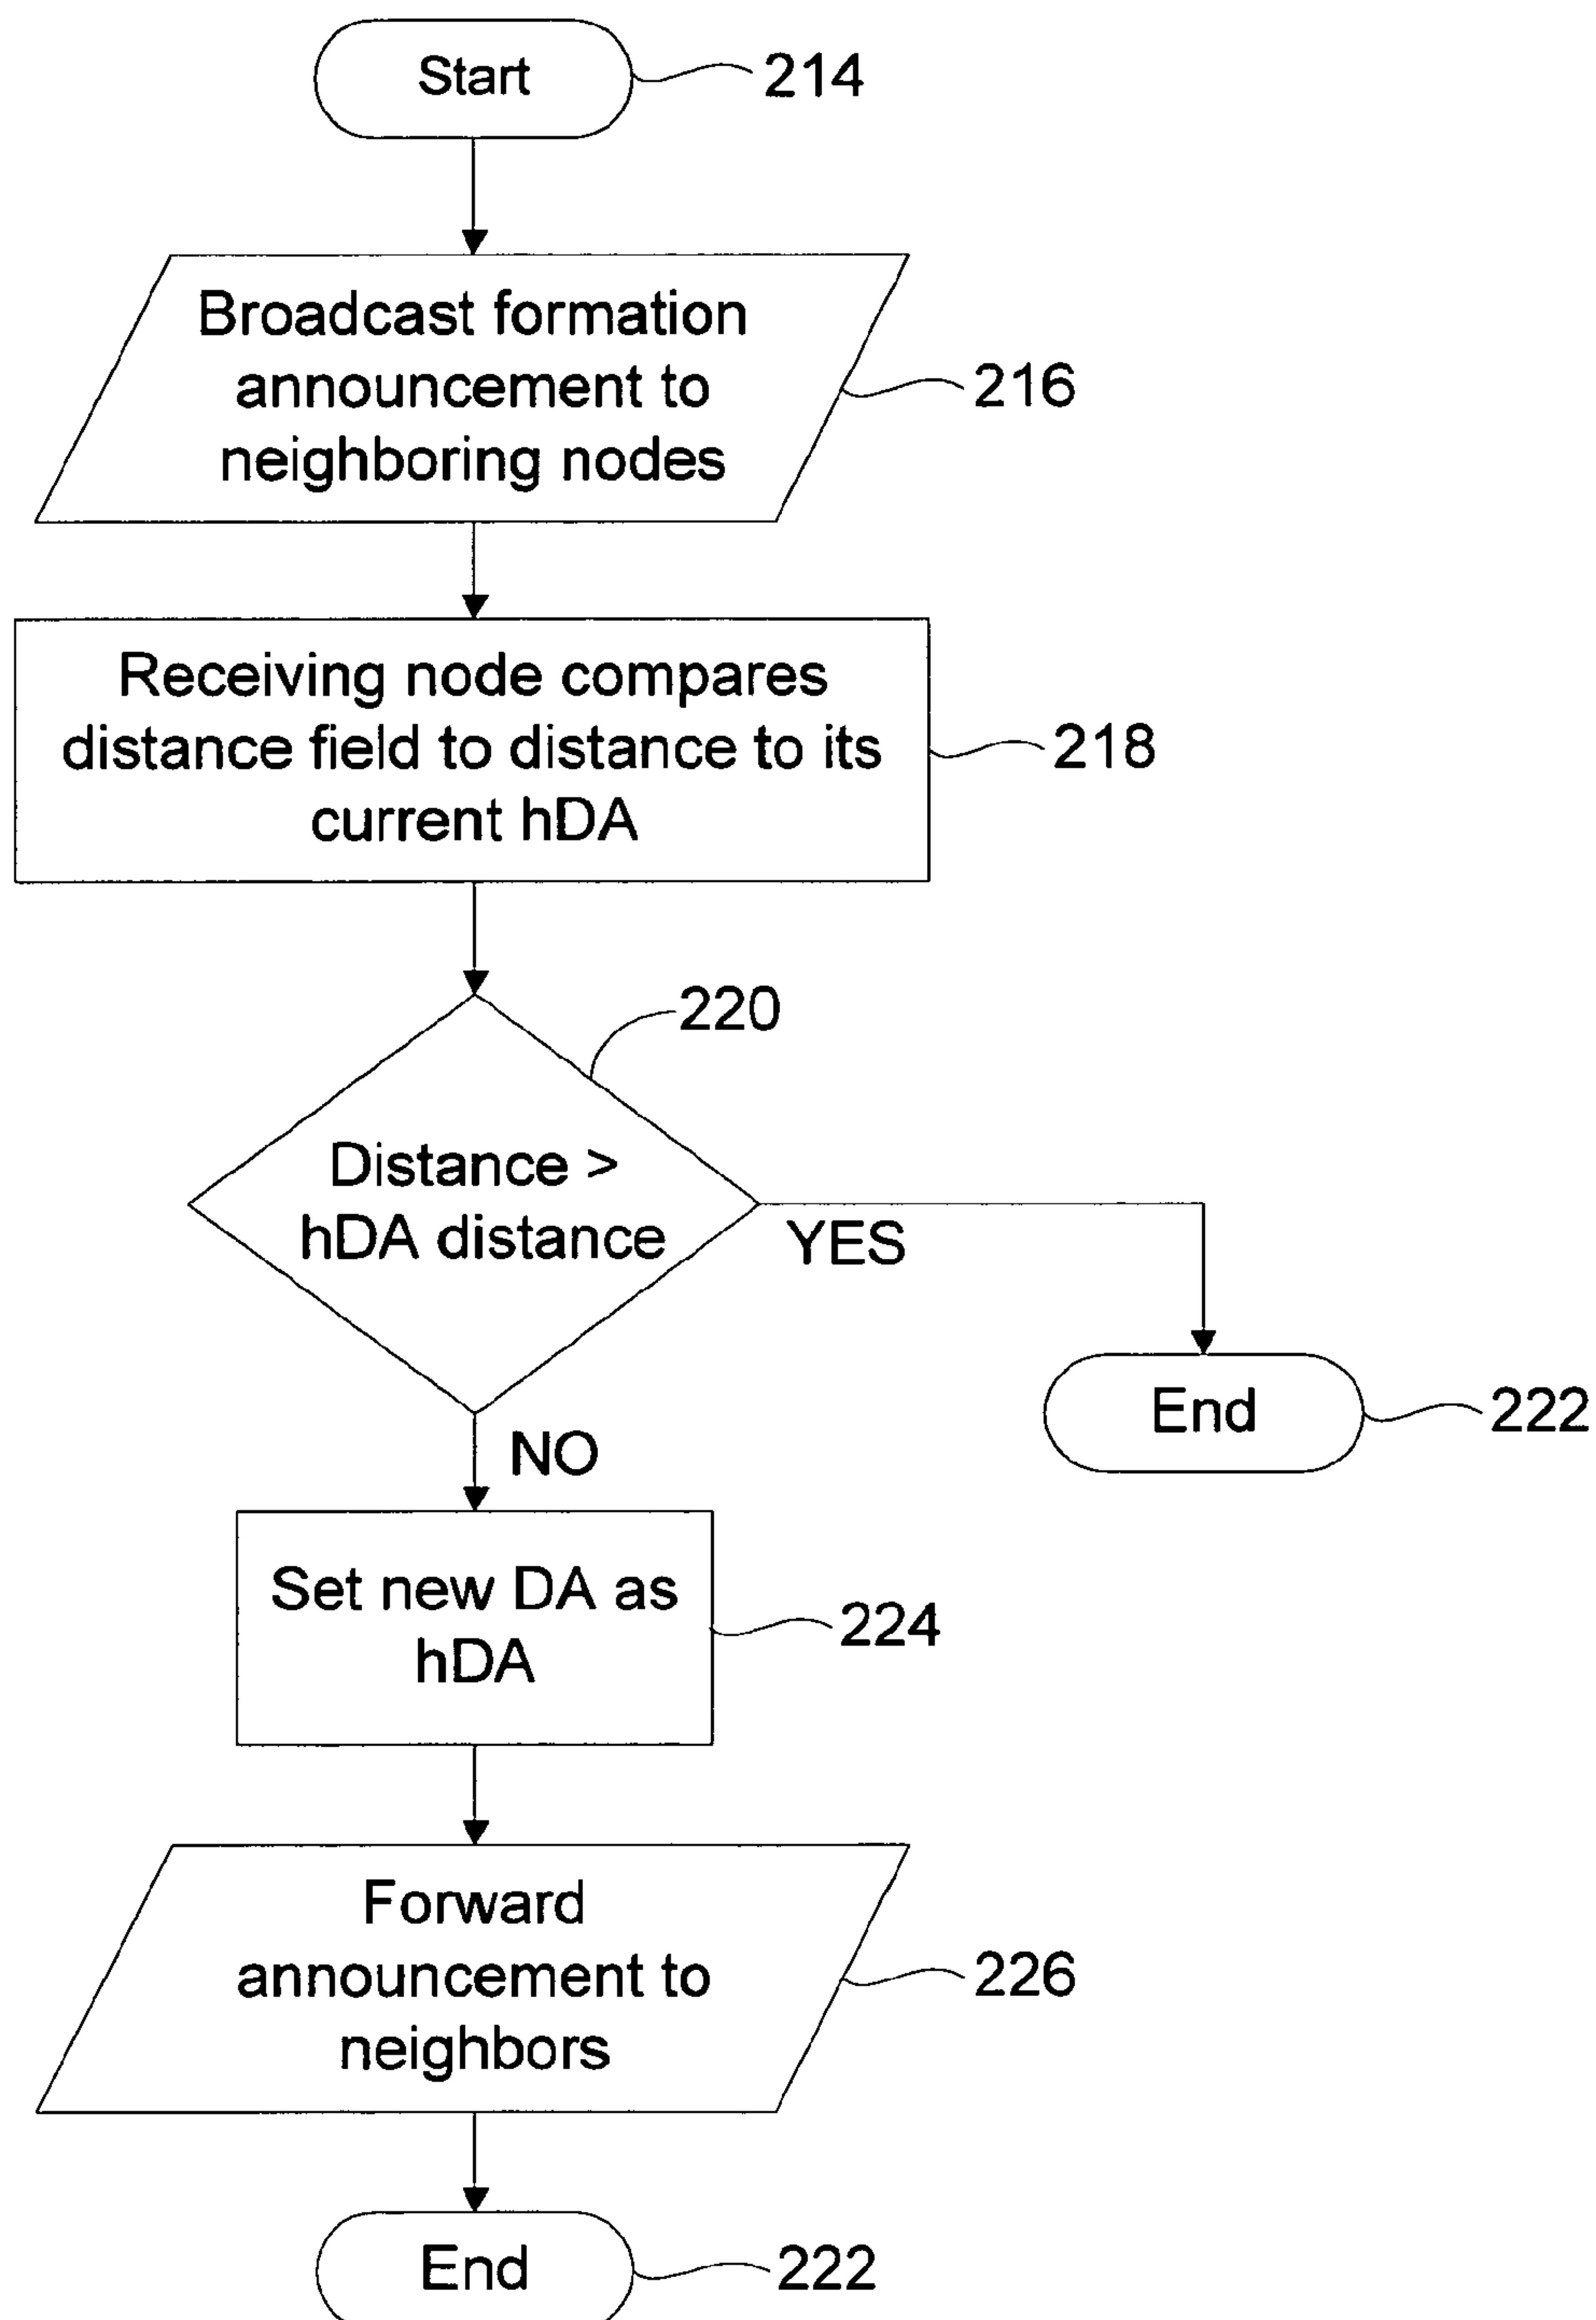 Start
214
Broadcast formation
announcement to
neighboring nodes
216
Receiving node compares
distance field to distance to its
current hDA
218
220
Distance >
hDA distance
YES
End
222
NO
Set new DA as
hDA
224
Forward
announcement to
neighbors
226
End
222